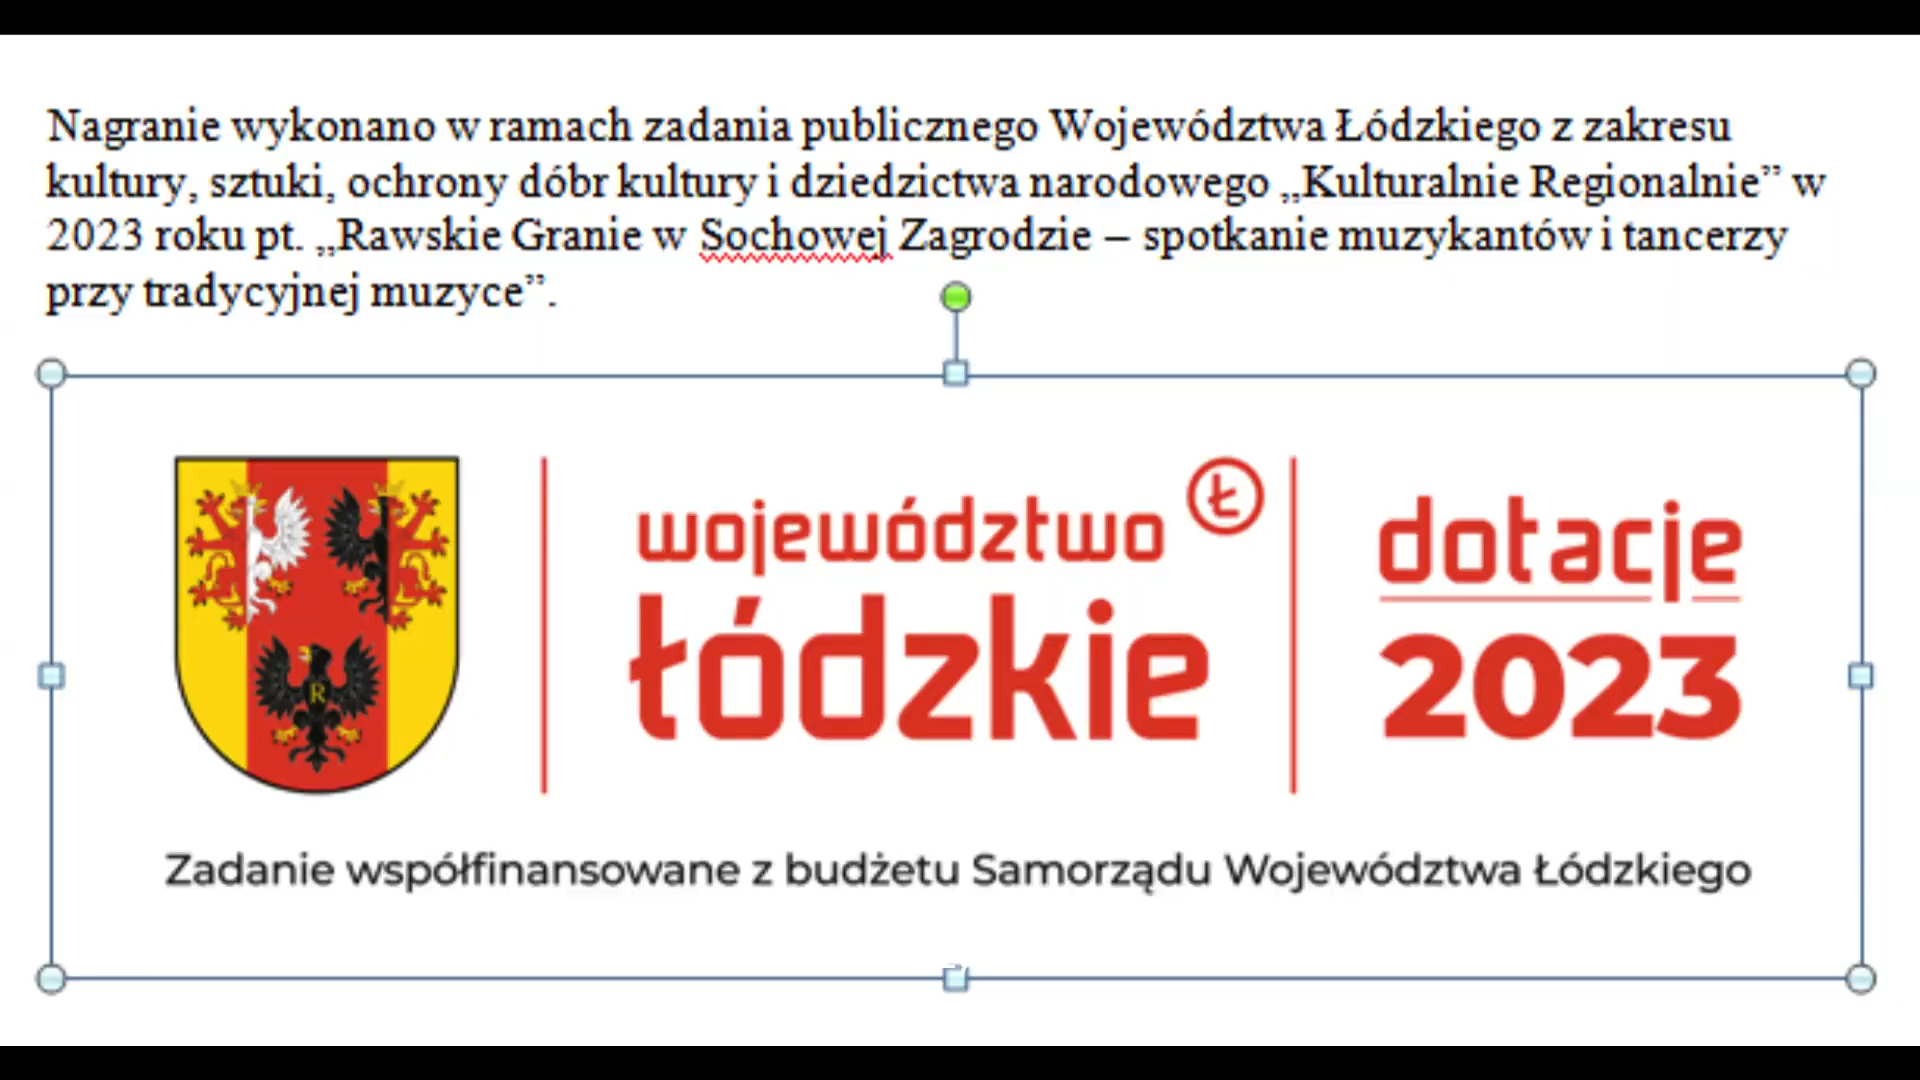 Nagranie wykonano w ramach zadania publicznego Województwa Łódzkiego z zakresu
kultury, sztuki, ochrony dóbr kultury i dziedzictwa narodowego „Kulturalnie Regionalnie” w
2023 roku pt. „Rawskie Granie w Sochowej Zagrodzie – spotkanie muzykantów i tancerzy
przy tradycyjnej muzyce”.
województwo Ł
łódzkie
dotacje
2023
R
Zadanie współfinansowane z budżetu Samorządu Województwa Łódzkiego